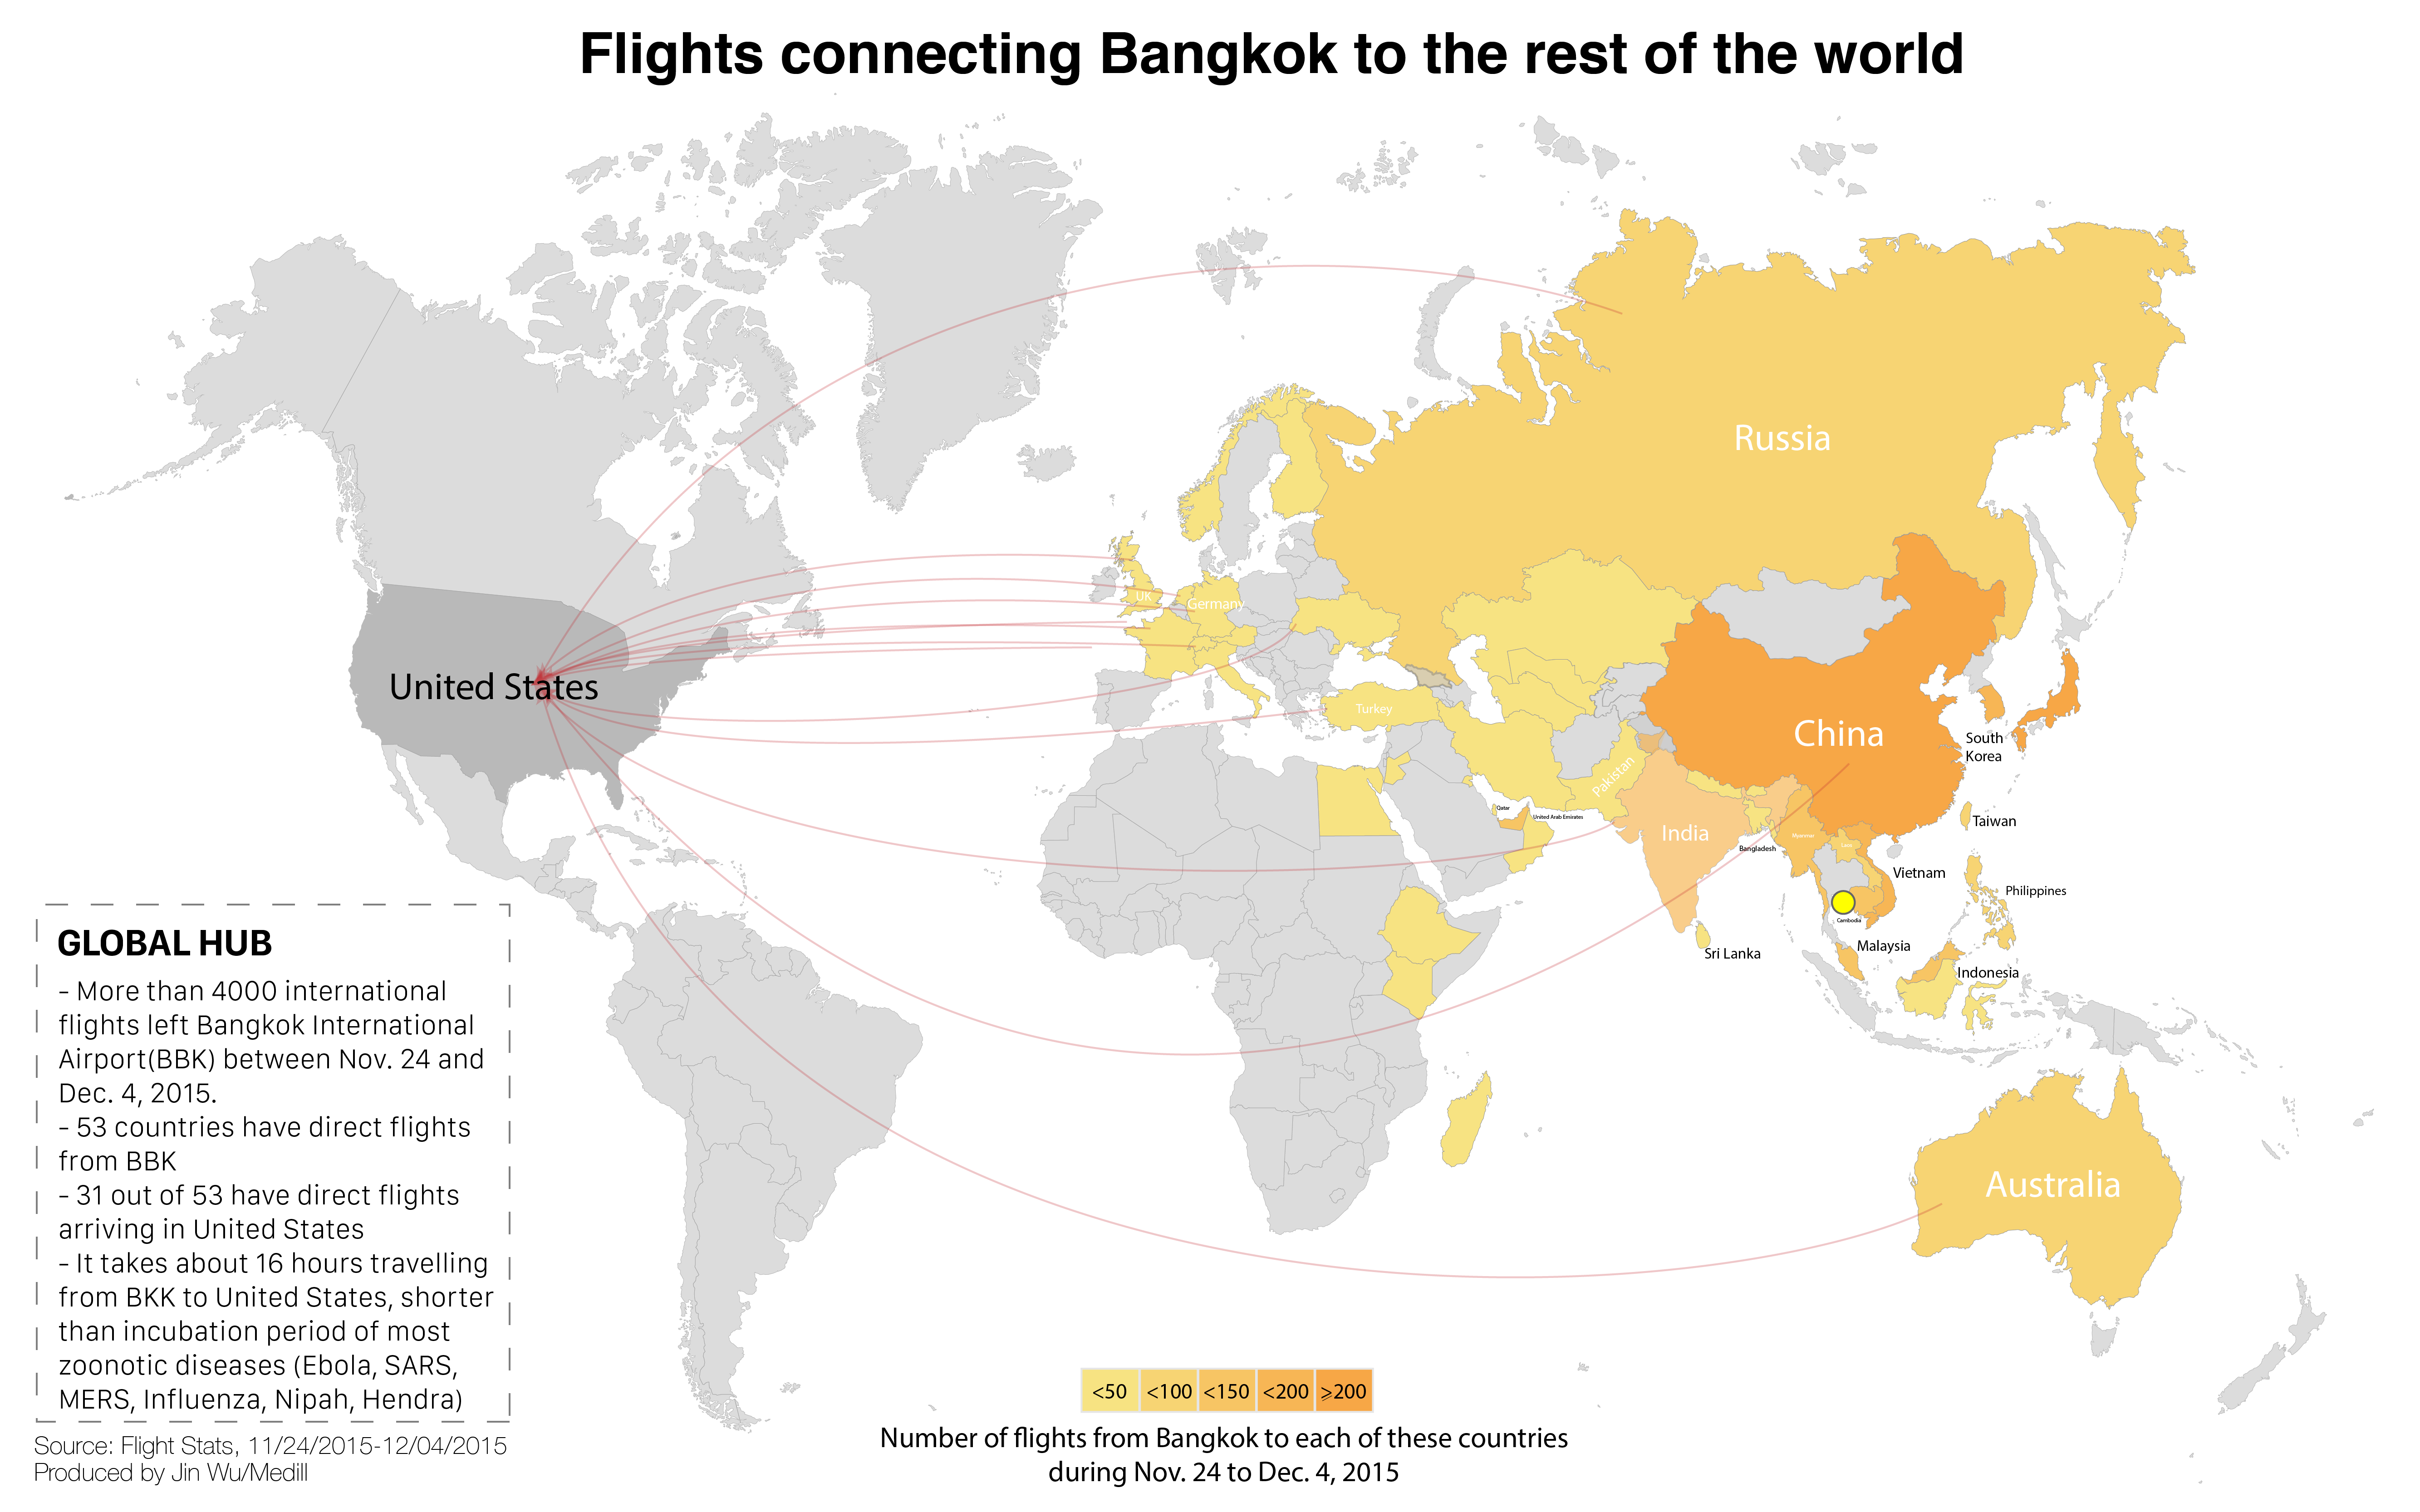 Flights connecting Bangkok to the rest of the world
Russia
UK
Germany
United States
Turkey
China
South
Korea
Pakistan
Qatar
United Arab Emirates
Taiwan
India
Myanmar
Laos
Bangladesh
Vietnam
Philippines
Cambodia
Malaysia
Sri Lanka
Indonesia
Australia
GLOBAL HUB
- More than 4000 international
flights left Bangkok International
Airport(BBK) between Nov. 24 and
Dec. 4, 2015.
- 53 countries have direct flights
from BBK
- 31 out of 53 have direct flights
arriving in United States
- It takes about 16 hours travelling
from BKK to United States, shorter
than incubation period of most
zoonotic diseases (Ebola, SARS,
MERS, Influenza, Nipah, Hendra)
Source: Flight Stats, 11/24/2015-12/04/2015
Produced by Jin Wu/Medill
<50 <100 <150 <200 ⩾200
Number of flights from Bangkok to each of these countries
during Nov. 24 to Dec. 4, 2015